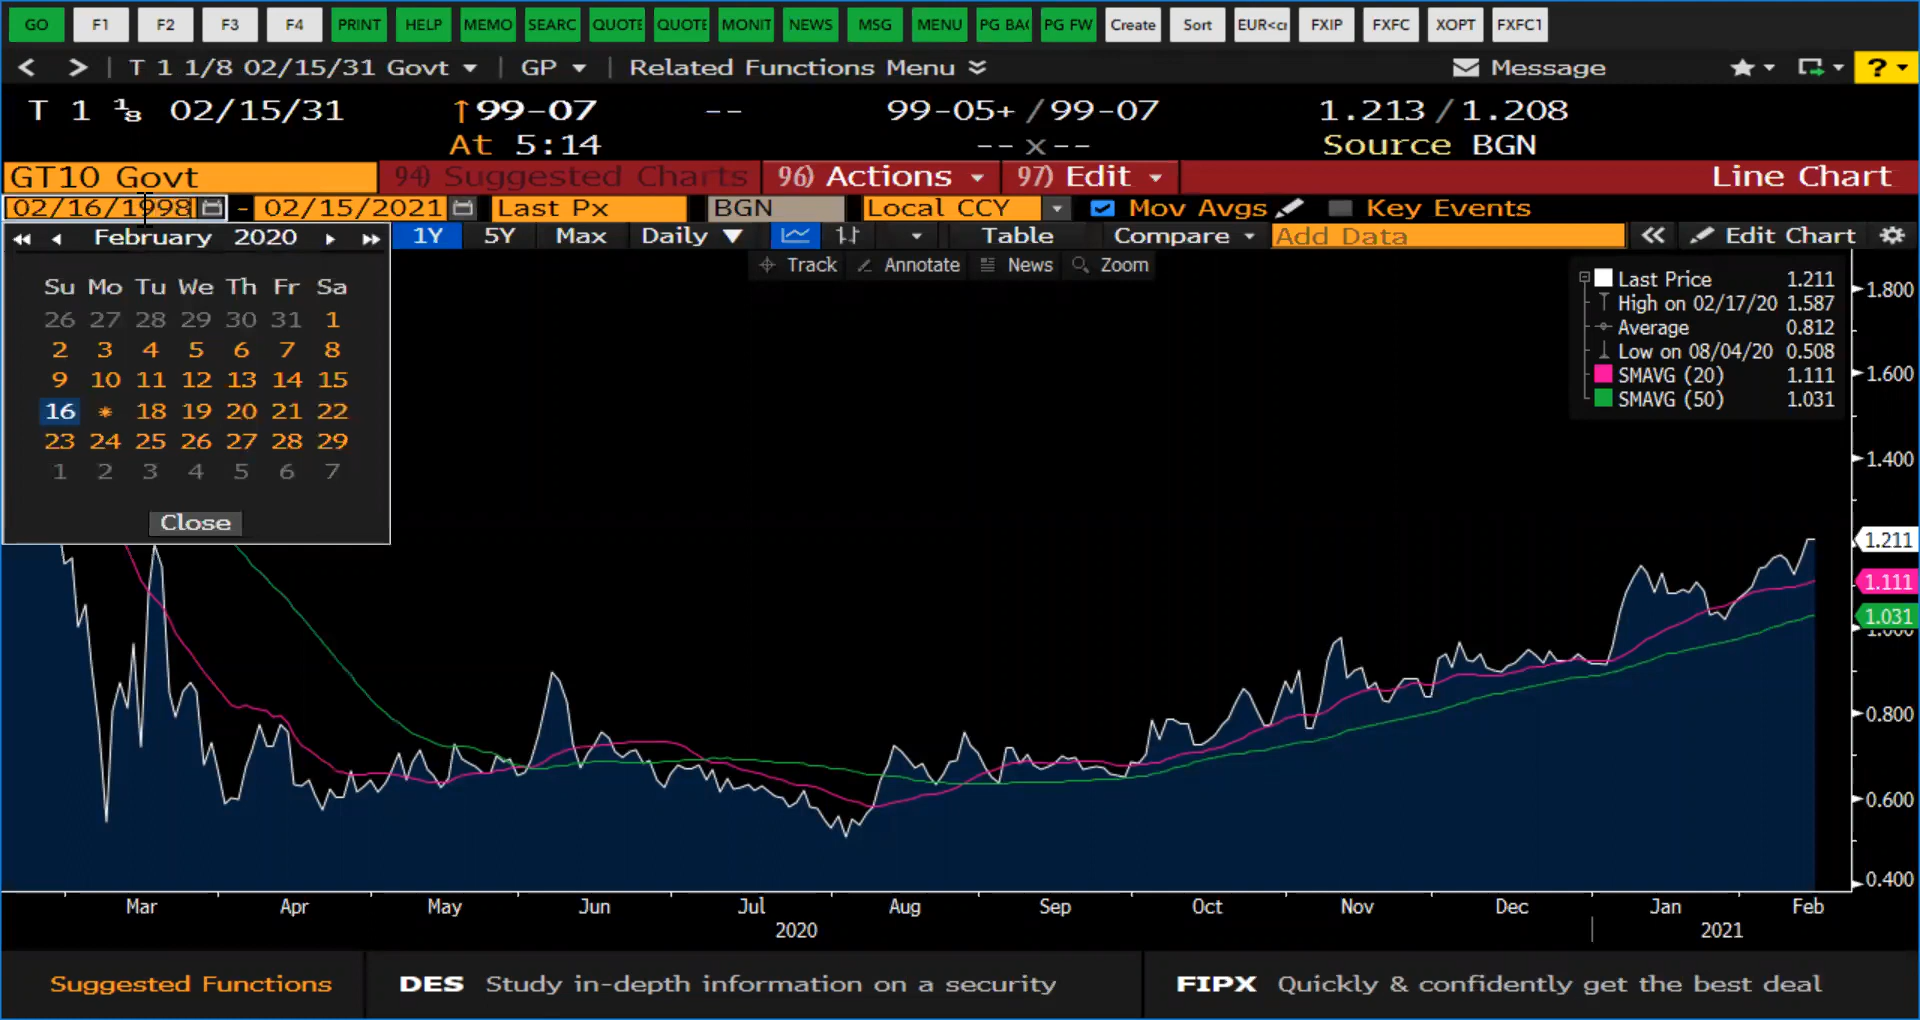 GO F1 F2 F3 F4 PRINT HELP MEMO SEARC QUOTE QUOTE MONIT NEWS MSG MENU PG BA PG FW Create Sort EUR<c FXIP FXFC XOPT FXFC1
< > T 1 1/8 02/15/31 Govt GP Related Functions Menu Message ?
T 1 ⅛ 02/15/31 ↑99-07 -- 99-05+ / 99-07 1.213 / 1.208
At 5:14 -- x -- Source BGN
GT10 Govt 94) Suggested Charts 96) Actions 97) Edit Line Chart
02/16/1998 - 02/15/2021 Last Px BGN Local CCY Mov Avgs Key Events
February 2020 1Y 5Y Max Daily Table Compare Add Data Edit Chart
Track Annotate News Zoom
Su Mo Tu We Th Fr Sa
26 27 28 29 30 31 1
2 3 4 5 6 7 8
9 10 11 12 13 14 15
16 * 18 19 20 21 22
23 24 25 26 27 28 29
1 2 3 4 5 6 7
Close
Last Price 1.211
High on 02/17/20 1.587
Average 0.812
Low on 08/04/20 0.508
SMAVG (20) 1.111
SMAVG (50) 1.031
1.800
1.600
1.400
1.211
1.111
1.031
1.000
0.800
0.600
0.400
Mar Apr May Jun Jul Aug Sep Oct Nov Dec Jan Feb
2020 2021
Suggested Functions DES Study in-depth information on a security FIPX Quickly & confidently get the best deal